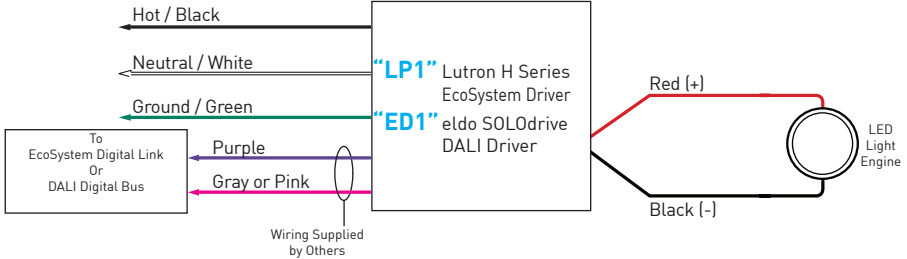 Hot / Black
Neutral / White
Ground / Green
To
EcoSystem Digital Link
Or
DALI Digital Bus
Purple
Gray or Pink
Wiring Supplied
by Others
“LP1” Lutron H Series
EcoSystem Driver
“ED1” eldo SOLOdrive
DALI Driver
Red (+)
Black (-)
LED
Light
Engine